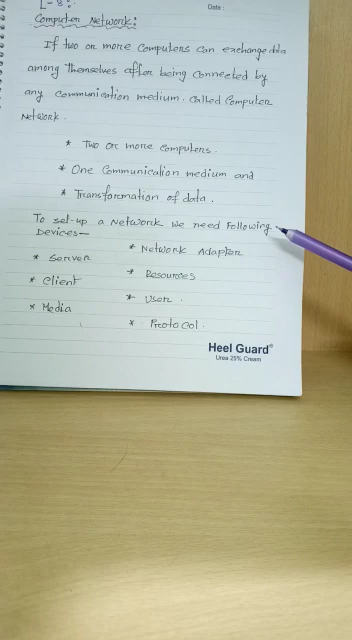 L-8:
Date :
Computer Network:
If two or more Computers can exchange data
among themselves after being connected by
any communication medium. Called Computer
Network.
* Two or more Computers.
* One Communication medium and
* Transformation of data.
To set-up a Network we need Following
Devices—
* Server
* Client
* Media
* Network Adapter
* Resources
* User.
* Protocol.
Heel Guard®
Urea 25% Cream